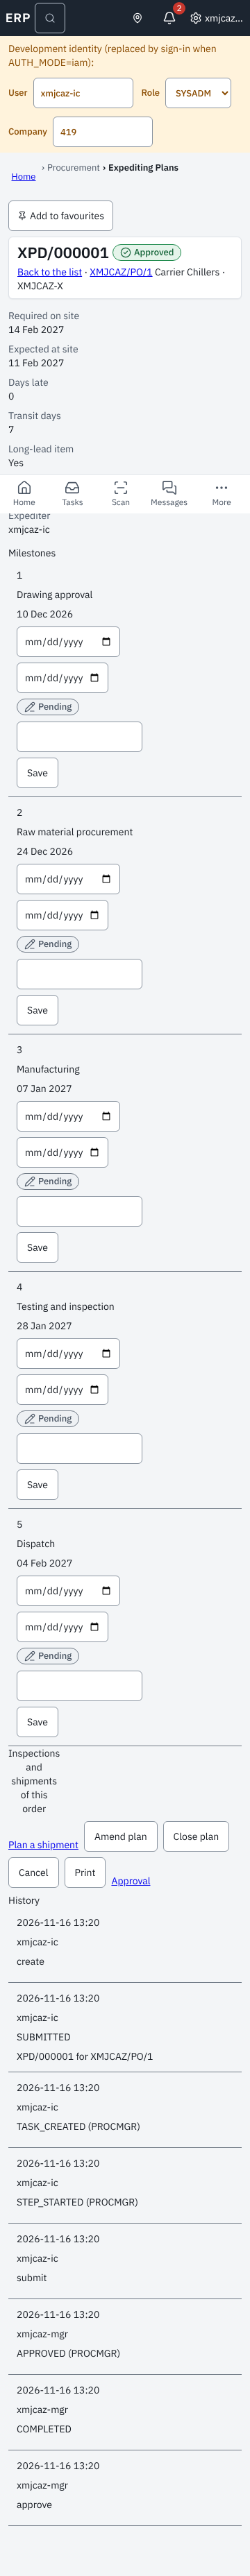 ERP
2
xmjcaz...
Development identity (replaced by sign-in when
AUTH_MODE=iam):
User xmjcaz-ic Role SYSADM
Company 419
› Procurement › Expediting Plans
Home
Add to favourites
XPD/000001 Approved
Back to the list · XMJCAZ/PO/1 Carrier Chillers ·
XMJCAZ-X
Required on site
14 Feb 2027
Expected at site
11 Feb 2027
Days late
0
Transit days
7
Long-lead item
Yes
Home Tasks Scan Messages More
Expediter
xmjcaz-ic
Milestones
1
Drawing approval
10 Dec 2026
mm/dd/yyyy
mm/dd/yyyy
Pending
Save
2
Raw material procurement
24 Dec 2026
mm/dd/yyyy
mm/dd/yyyy
Pending
Save
3
Manufacturing
07 Jan 2027
mm/dd/yyyy
mm/dd/yyyy
Pending
Save
4
Testing and inspection
28 Jan 2027
mm/dd/yyyy
mm/dd/yyyy
Pending
Save
5
Dispatch
04 Feb 2027
mm/dd/yyyy
mm/dd/yyyy
Pending
Save
Inspections
and
shipments
of this
order
Plan a shipment Amend plan Close plan
Cancel Print Approval
History
2026-11-16 13:20
xmjcaz-ic
create
2026-11-16 13:20
xmjcaz-ic
SUBMITTED
XPD/000001 for XMJCAZ/PO/1
2026-11-16 13:20
xmjcaz-ic
TASK_CREATED (PROCMGR)
2026-11-16 13:20
xmjcaz-ic
STEP_STARTED (PROCMGR)
2026-11-16 13:20
xmjcaz-ic
submit
2026-11-16 13:20
xmjcaz-mgr
APPROVED (PROCMGR)
2026-11-16 13:20
xmjcaz-mgr
COMPLETED
2026-11-16 13:20
xmjcaz-mgr
approve